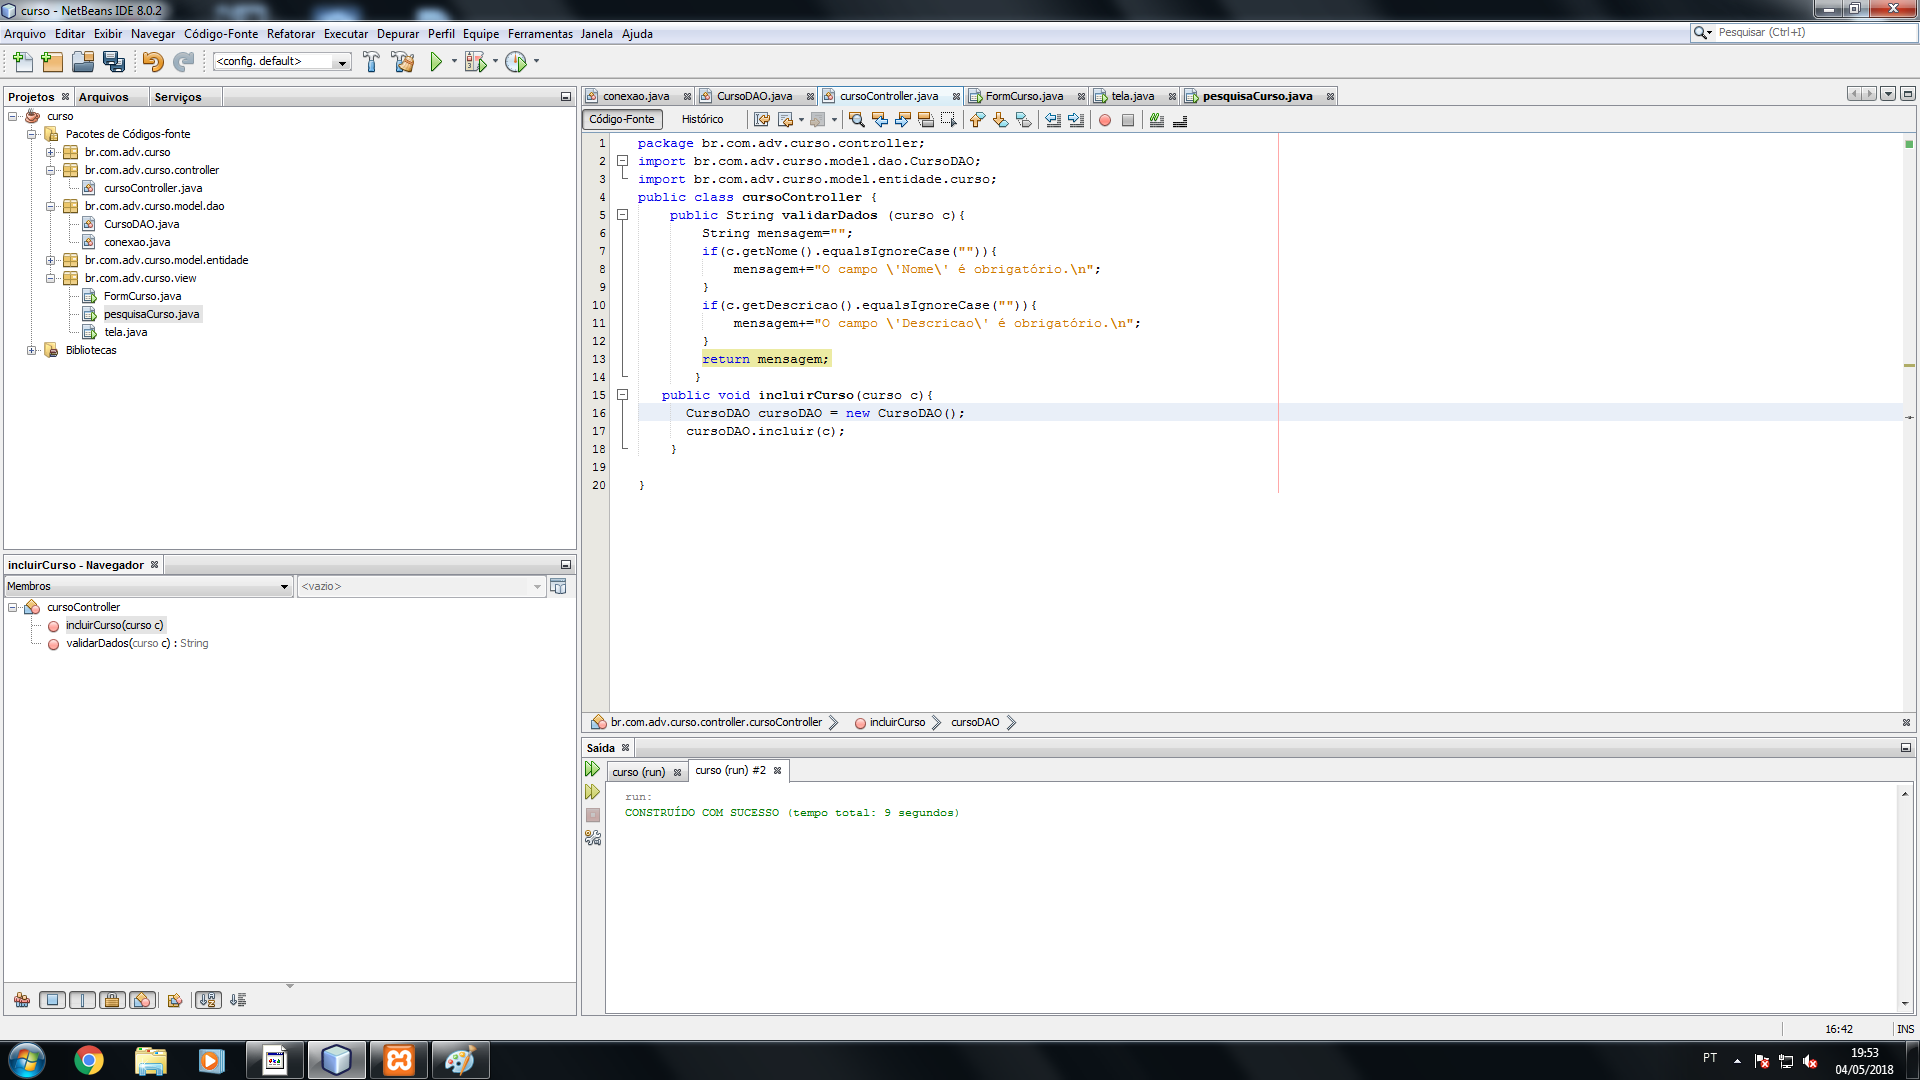 curso - NetBeans IDE 8.0.2
Arquivo Editar Exibir Navegar Código-Fonte Refatorar Executar Depurar Perfil Equipe Ferramentas Janela Ajuda
Pesquisar (Ctrl+I)
<config. default>
Projetos Arquivos Serviços
curso
Pacotes de Códigos-fonte
br.com.adv.curso
br.com.adv.curso.controller
cursoController.java
br.com.adv.curso.model.dao
CursoDAO.java
conexao.java
br.com.adv.curso.model.entidade
br.com.adv.curso.view
FormCurso.java
pesquisaCurso.java
tela.java
Bibliotecas
incluirCurso - Navegador
Membros <vazio>
cursoController
incluirCurso(curso c)
validarDados(curso c) : String
conexao.java CursoDAO.java cursoController.java FormCurso.java tela.java pesquisaCurso.java
Código-Fonte Histórico
1 package br.com.adv.curso.controller;
2 import br.com.adv.curso.model.dao.CursoDAO;
3 import br.com.adv.curso.model.entidade.curso;
4 public class cursoController {
5 public String validarDados (curso c){
6 String mensagem="";
7 if(c.getNome().equalsIgnoreCase("")){
8 mensagem+="O campo \'Nome\' é obrigatório.\n";
9 }
10 if(c.getDescricao().equalsIgnoreCase("")){
11 mensagem+="O campo \'Descricao\' é obrigatório.\n";
12 }
13 return mensagem;
14 }
15 public void incluirCurso(curso c){
16 CursoDAO cursoDAO = new CursoDAO();
17 cursoDAO.incluir(c);
18 }
19
20 }
br.com.adv.curso.controller.cursoController incluirCurso cursoDAO
Saída
curso (run) curso (run) #2
run:
CONSTRUÍDO COM SUCESSO (tempo total: 9 segundos)
16:42 INS
PT
19:53
04/05/2018